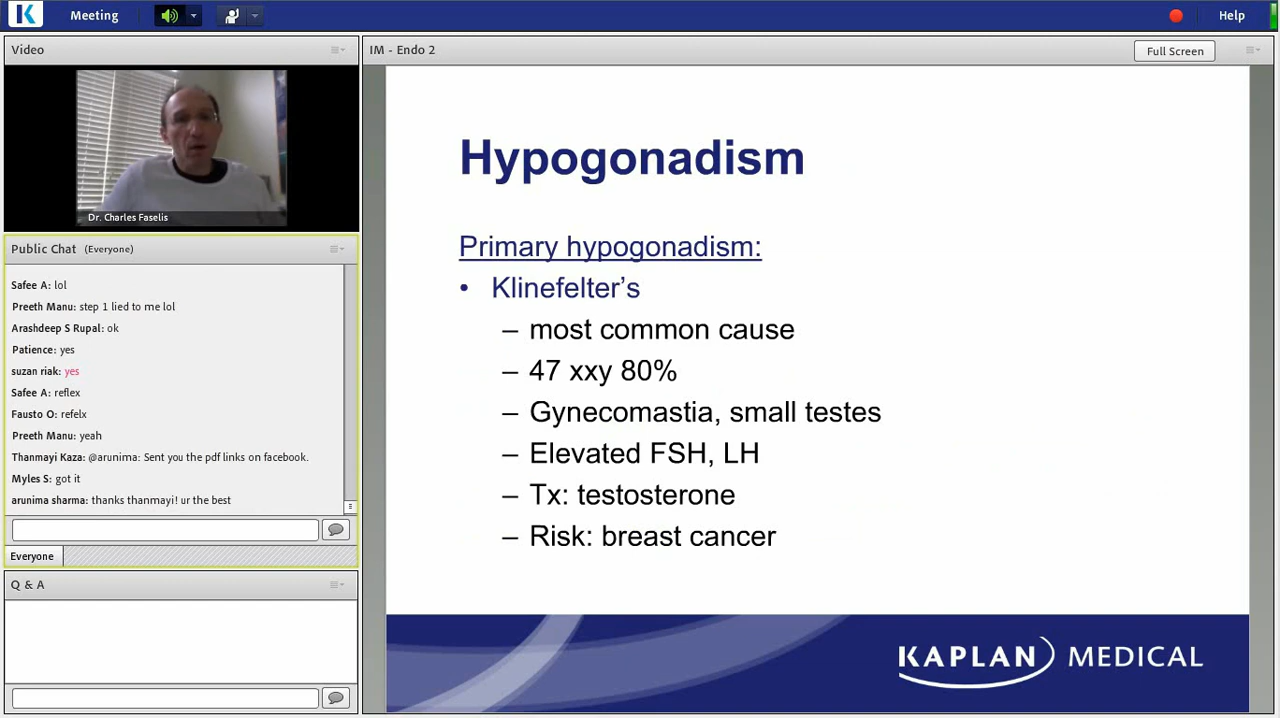 Meeting
Help
Video
Dr. Charles Faselis
Public Chat (Everyone)
Safee A: lol
Preeth Manu: step 1 lied to me lol
Arashdeep S Rupal: ok
Patience: yes
suzan riak: yes
Safee A: reflex
Fausto O: refelx
Preeth Manu: yeah
Thanmayi Kaza: @arunima: Sent you the pdf links on facebook.
Myles S: got it
arunima sharma: thanks thanmayi! ur the best
Everyone
Q & A
IM - Endo 2
Full Screen
Hypogonadism
Primary hypogonadism:
• Klinefelter's
– most common cause
– 47 xxy 80%
– Gynecomastia, small testes
– Elevated FSH, LH
– Tx: testosterone
– Risk: breast cancer
KAPLAN MEDICAL